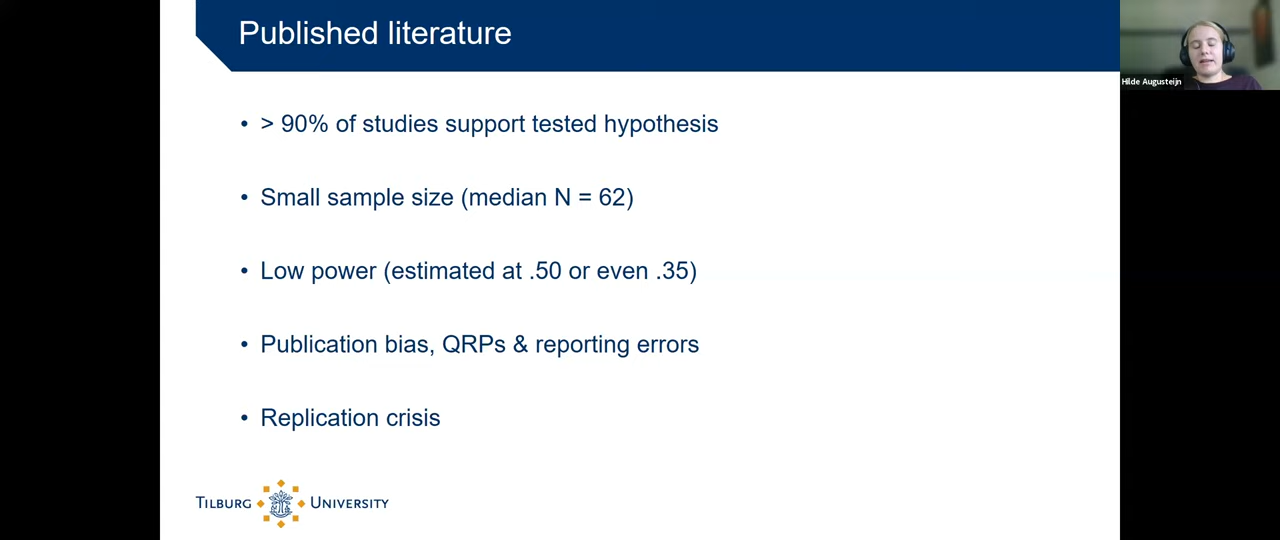 Published literature
Hilde Augusteijn
• > 90% of studies support tested hypothesis
• Small sample size (median N = 62)
• Low power (estimated at .50 or even .35)
• Publication bias, QRPs & reporting errors
• Replication crisis
TILBURG UNIVERSITY